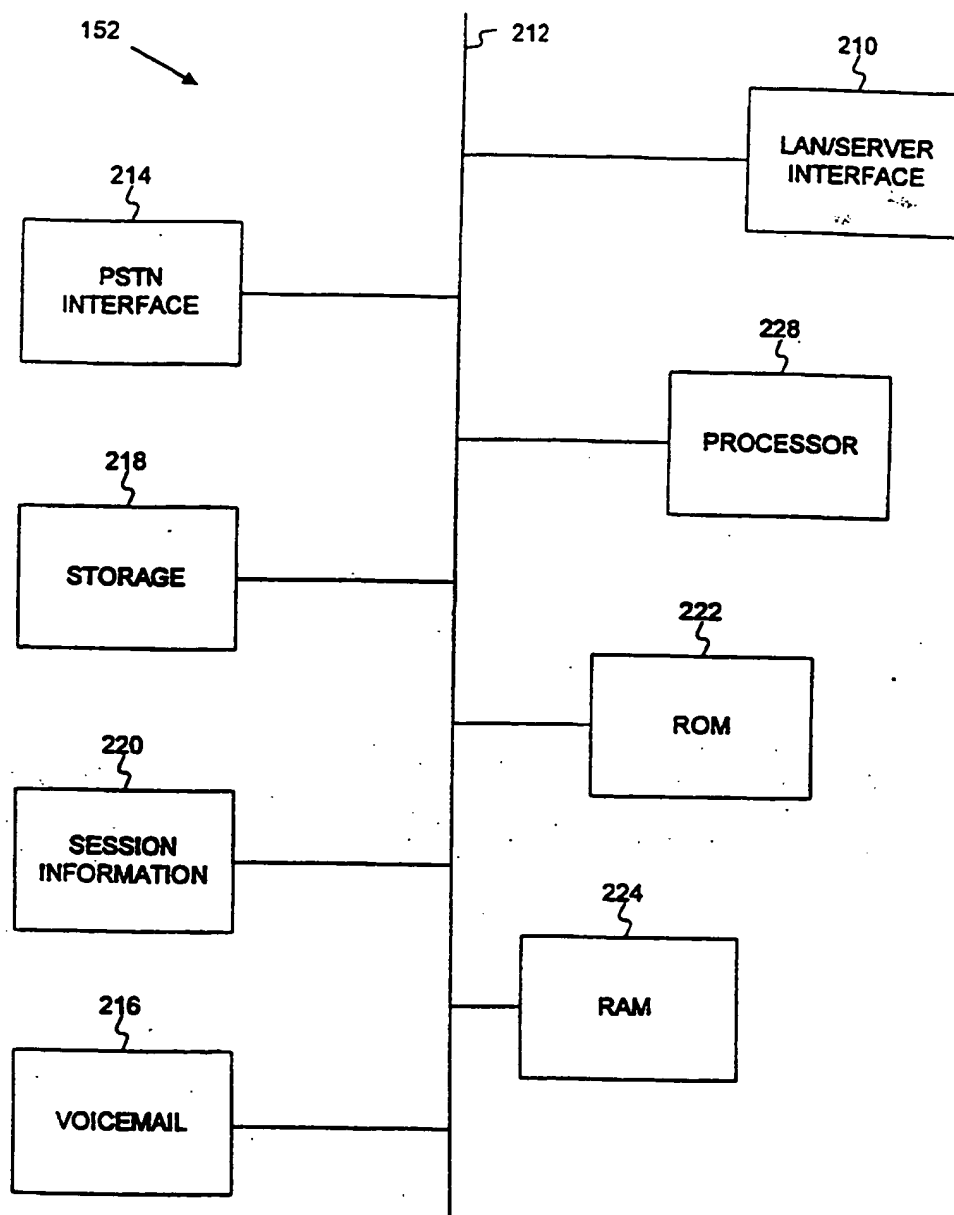 152
212
210
LAN/SERVER
INTERFACE
214
PSTN
INTERFACE
228
PROCESSOR
218
STORAGE
222
ROM
220
SESSION
INFORMATION
224
RAM
216
VOICEMAIL